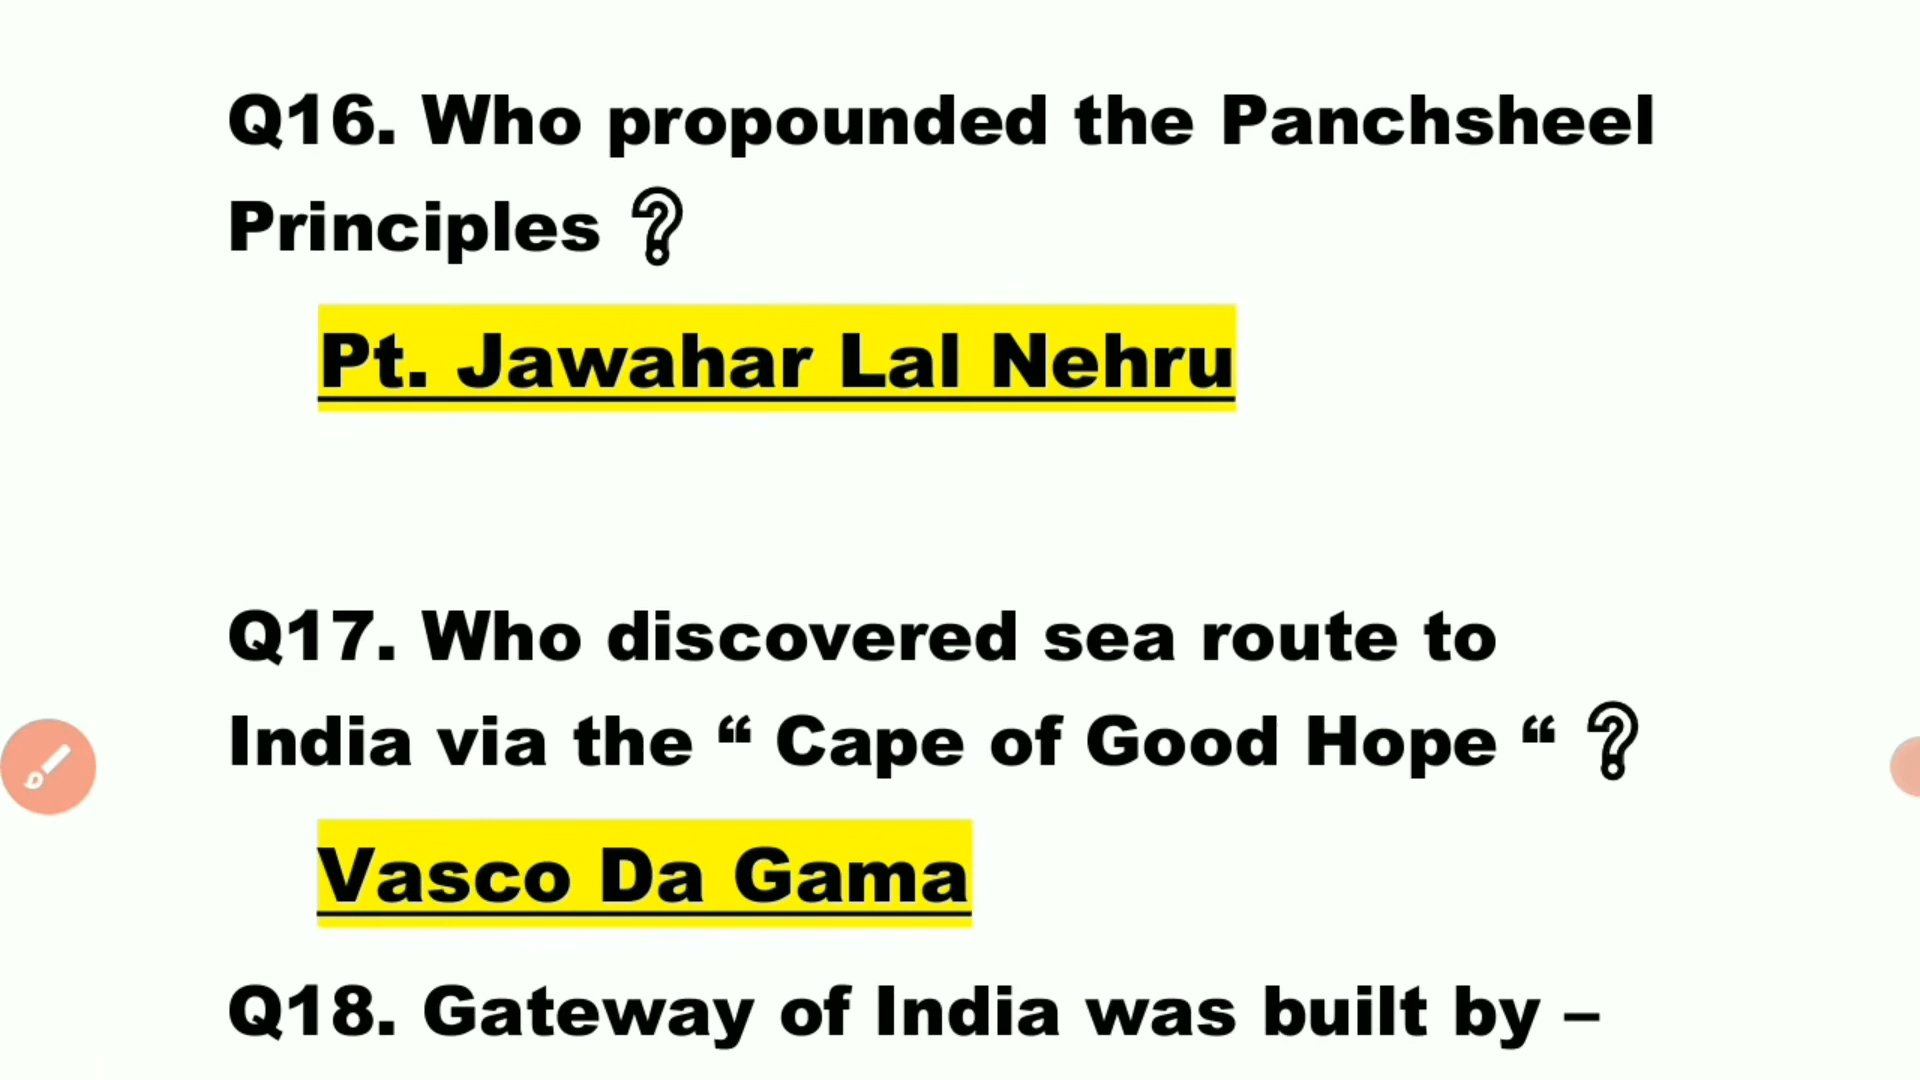 Q16. Who propounded the Panchsheel
Principles ?
Pt. Jawahar Lal Nehru
Q17. Who discovered sea route to
India via the “ Cape of Good Hope “ ?
Vasco Da Gama
Q18. Gateway of India was built by –